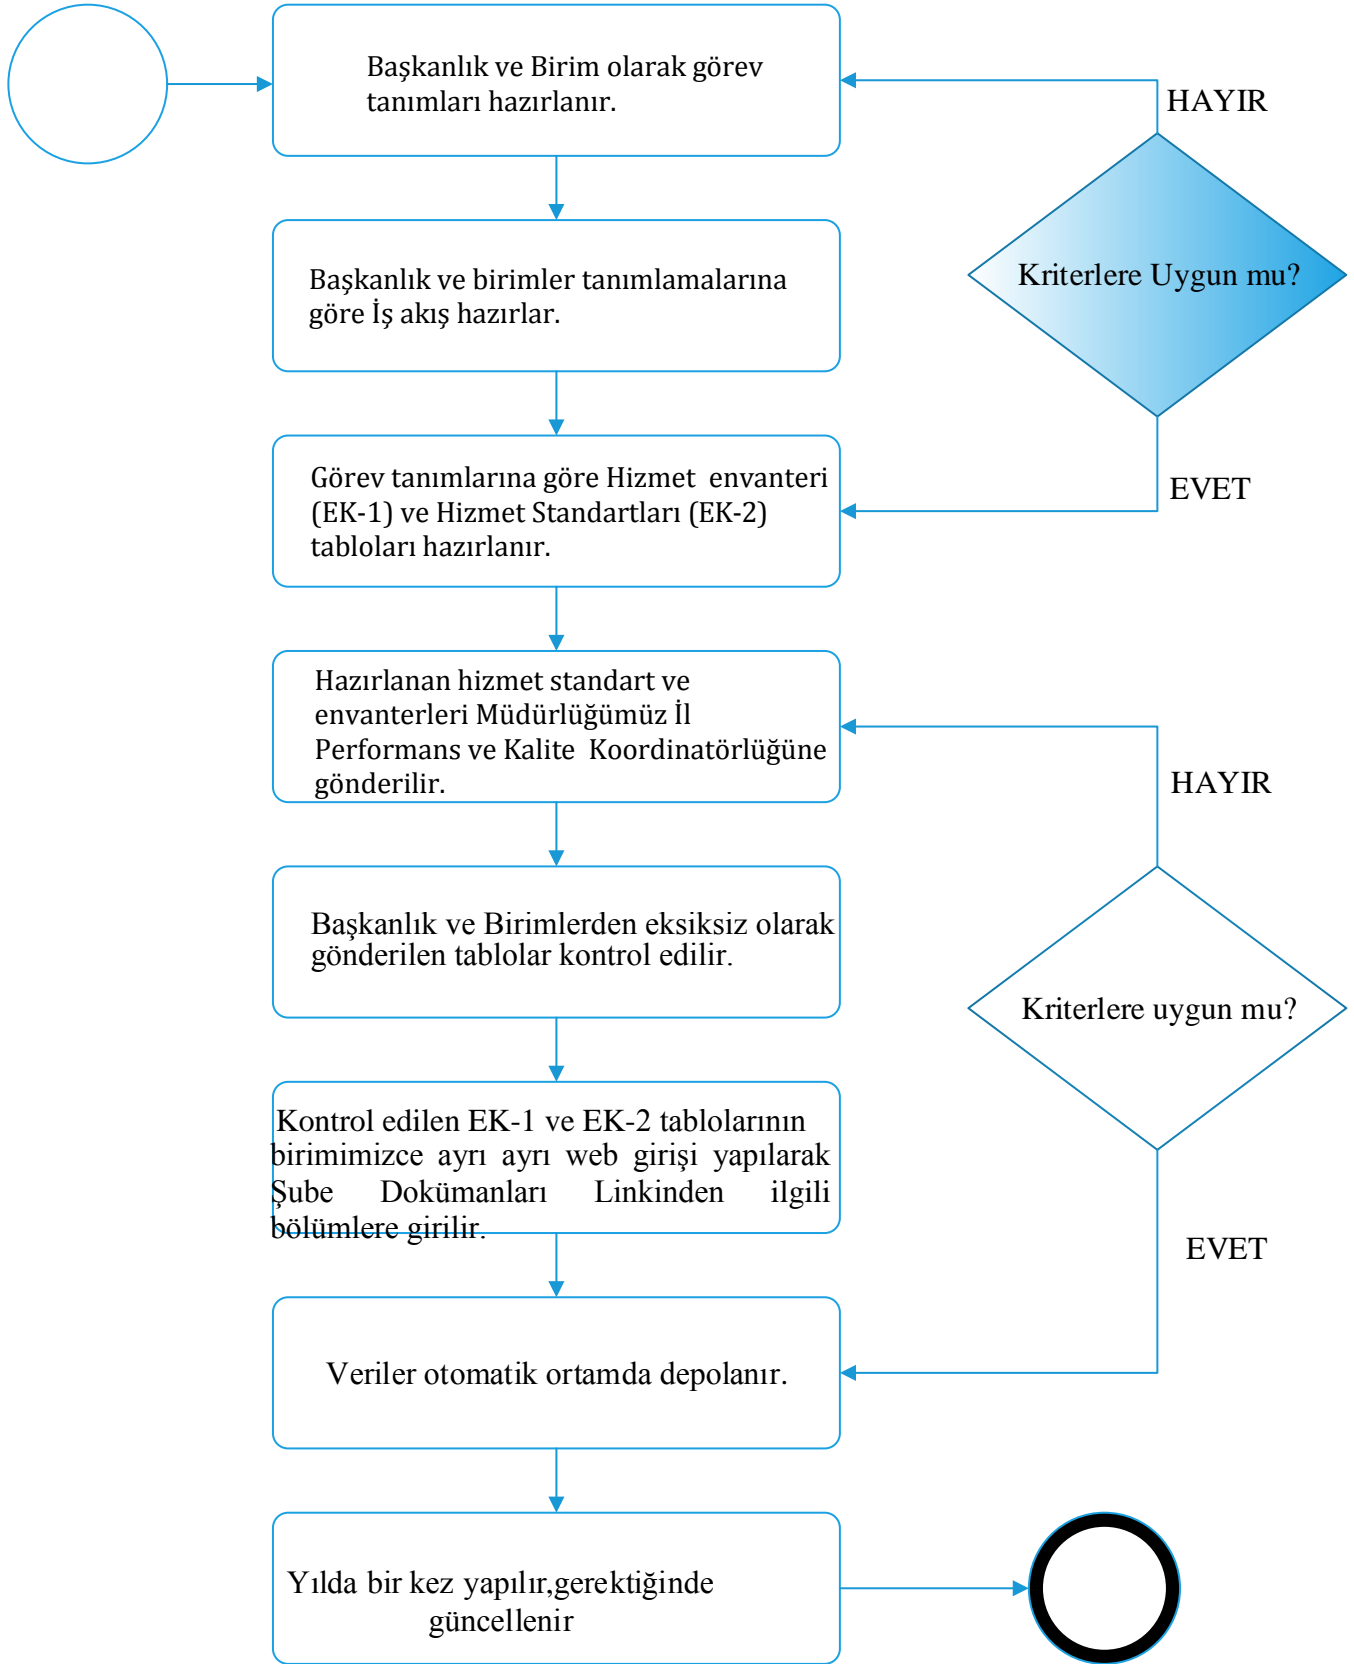 Başkanlık ve Birim olarak görev
tanımları hazırlanır.
HAYIR
Başkanlık ve birimler tanımlamalarına
göre İş akış hazırlar.
Kriterlere Uygun mu?
Görev tanımlarına göre Hizmet envanteri
(EK-1) ve Hizmet Standartları (EK-2)
tabloları hazırlanır.
EVET
Hazırlanan hizmet standart ve
envanterleri Müdürlüğümüz İl
Performans ve Kalite Koordinatörlüğüne
gönderilir.
HAYIR
Başkanlık ve Birimlerden eksiksiz olarak
gönderilen tablolar kontrol edilir.
Kriterlere uygun mu?
Kontrol edilen EK-1 ve EK-2 tablolarının
birimimizce ayrı ayrı web girişi yapılarak
Şube Dokümanları Linkinden ilgili
bölümlere girilir.
EVET
Veriler otomatik ortamda depolanır.
Yılda bir kez yapılır,gerektiğinde
güncellenir